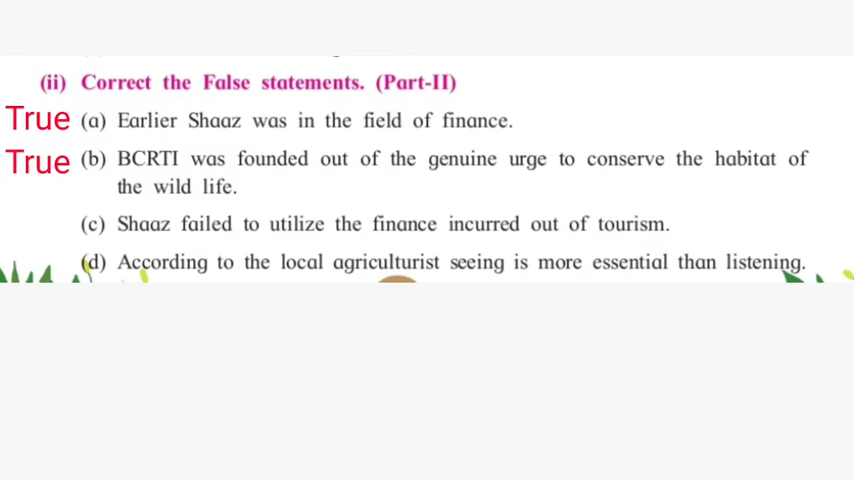 (ii) Correct the False statements. (Part-II)
True (a) Earlier Shaaz was in the field of finance.
True (b) BCRTI was founded out of the genuine urge to conserve the habitat of
the wild life.
(c) Shaaz failed to utilize the finance incurred out of tourism.
(d) According to the local agriculturist seeing is more essential than listening.